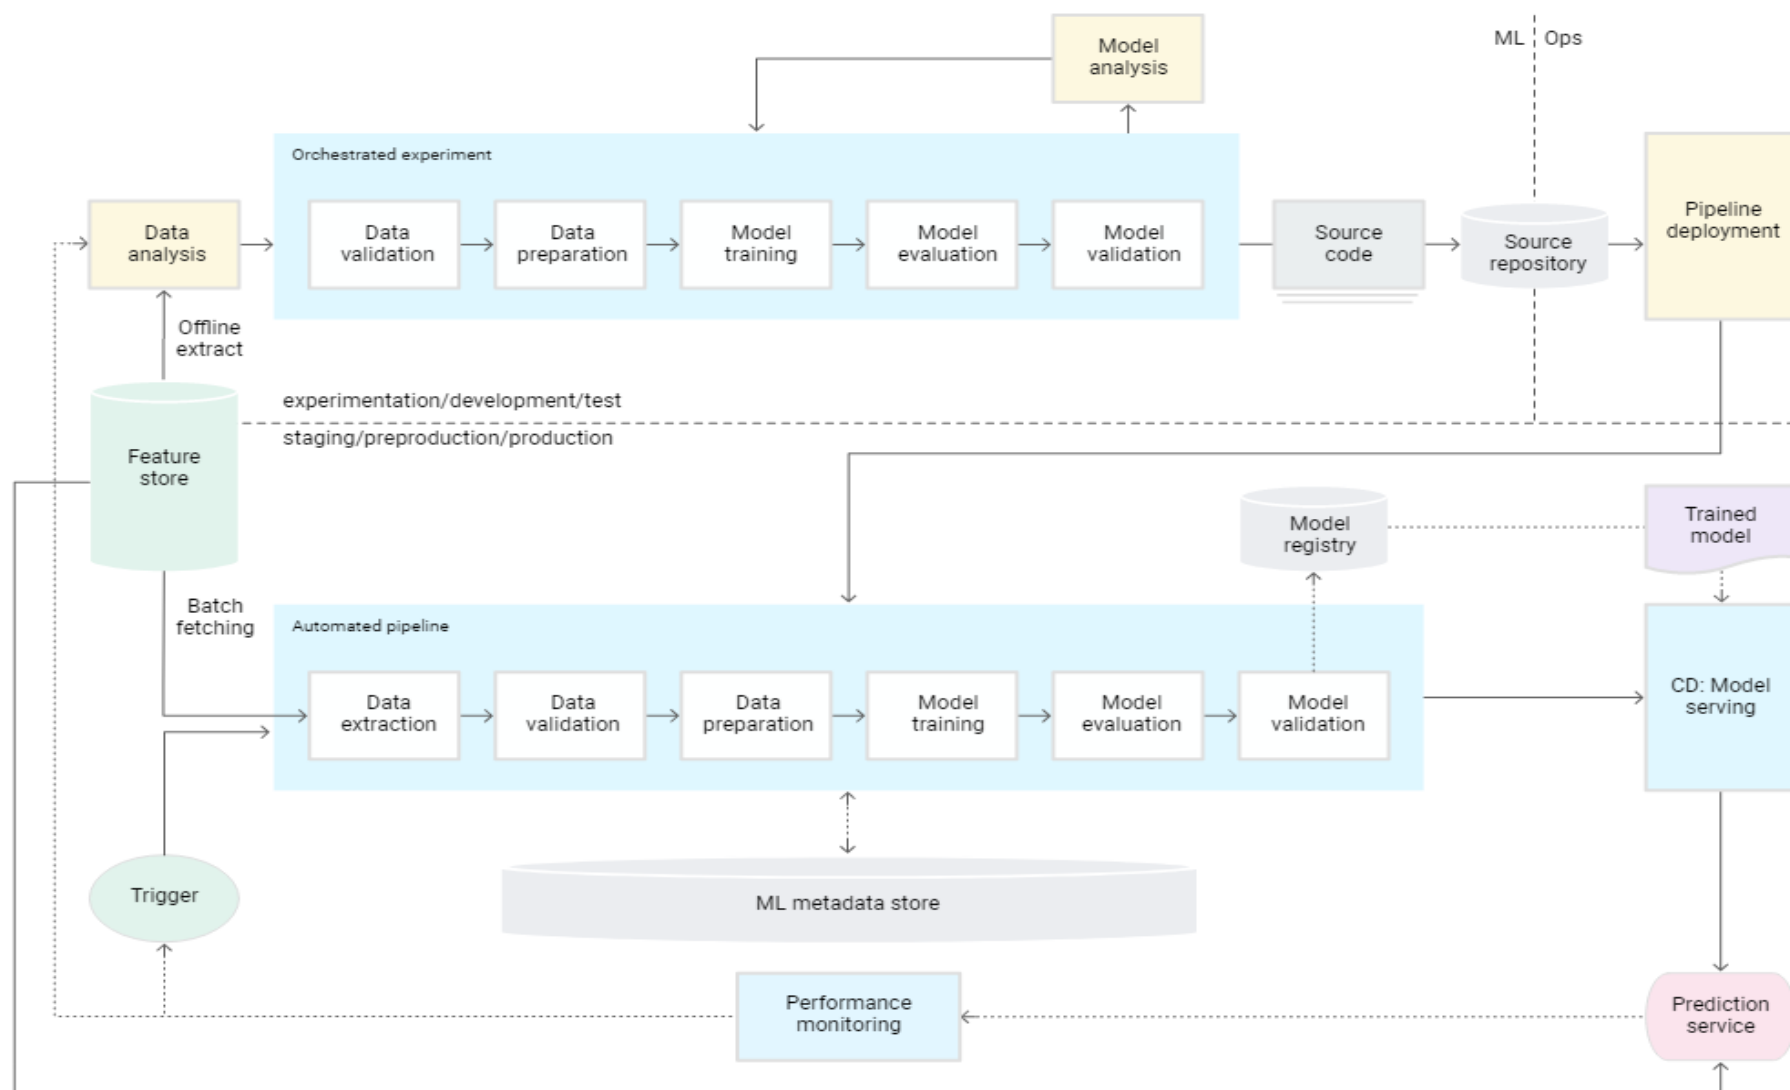 Model
analysis
ML
Ops
Orchestrated experiment
Data
analysis
Data
validation
Data
preparation
Model
training
Model
evaluation
Model
validation
Source
code
Source
repository
Pipeline
deployment
Offline
extract
experimentation/development/test
staging/preproduction/production
Feature
store
Model
registry
Trained
model
Batch
fetching
Automated pipeline
Data
extraction
Data
validation
Data
preparation
Model
training
Model
evaluation
Model
validation
CD: Model
serving
Trigger
ML metadata store
Performance
monitoring
Prediction
service